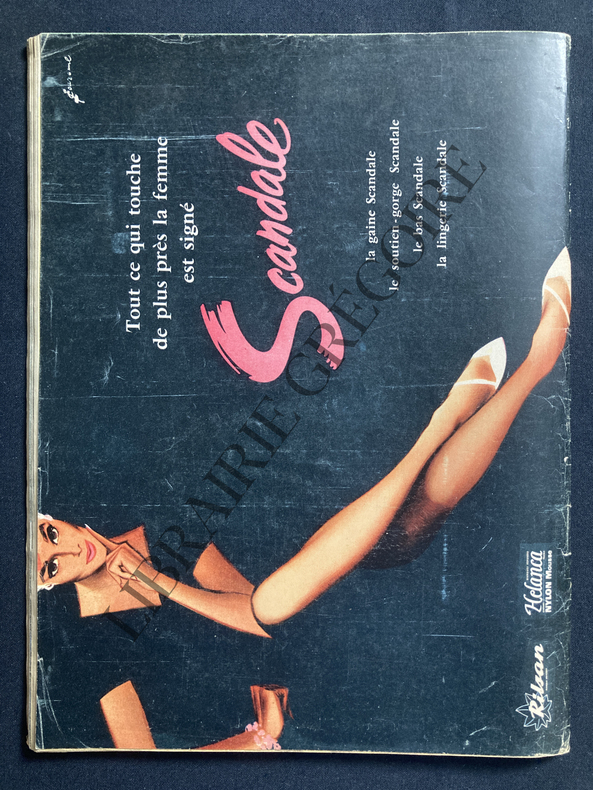 Tout ce qui touche
de plus près la femme
est signé
Scandale
la gaine Scandale
le soutien-gorge Scandale
le bas Scandale
la lingerie Scandale
Rilsan
Helanca
NYLON Mousse
LIBRAIRIE GRÉGOIRE